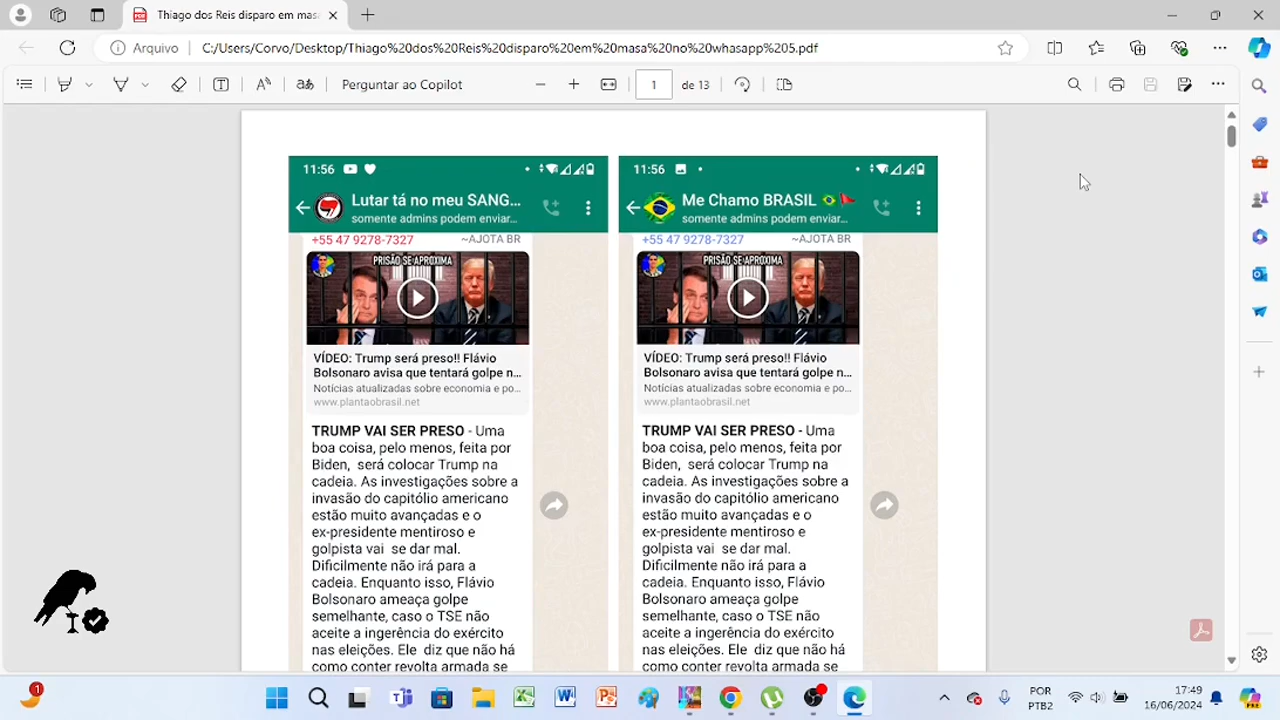 Thiago dos Reis disparo em masa
Arquivo
C:/Users/Corvo/Desktop/Thiago%20dos%20Reis%20disparo%20em%20masa%20no%20whasapp%205.pdf
Perguntar ao Copilot
1 de 13
11:56
Lutar tá no meu SANG...
somente admins podem enviar...
+55 47 9278-7327 ~AJOTA BR
PRISÃO SE APROXIMA
VÍDEO: Trump será preso!! Flávio
Bolsonaro avisa que tentará golpe n...
Notícias atualizadas sobre economia e po...
www.plantaobrasil.net
TRUMP VAI SER PRESO - Uma
boa coisa, pelo menos, feita por
Biden, será colocar Trump na
cadeia. As investigações sobre a
invasão do capitólio americano
estão muito avançadas e o
ex-presidente mentiroso e
golpista vai se dar mal.
Dificilmente não irá para a
cadeia. Enquanto isso, Flávio
Bolsonaro ameaça golpe
semelhante, caso o TSE não
aceite a ingerência do exército
nas eleições. Ele diz que não há
como conter revolta armada se
11:56
Me Chamo BRASIL
somente admins podem enviar...
+55 47 9278-7327 ~AJOTA BR
PRISÃO SE APROXIMA
VÍDEO: Trump será preso!! Flávio
Bolsonaro avisa que tentará golpe n...
Notícias atualizadas sobre economia e po...
www.plantaobrasil.net
TRUMP VAI SER PRESO - Uma
boa coisa, pelo menos, feita por
Biden, será colocar Trump na
cadeia. As investigações sobre a
invasão do capitólio americano
estão muito avançadas e o
ex-presidente mentiroso e
golpista vai se dar mal.
Dificilmente não irá para a
cadeia. Enquanto isso, Flávio
Bolsonaro ameaça golpe
semelhante, caso o TSE não
aceite a ingerência do exército
nas eleições. Ele diz que não há
como conter revolta armada se
1
POR
PTB2
17:49
16/06/2024